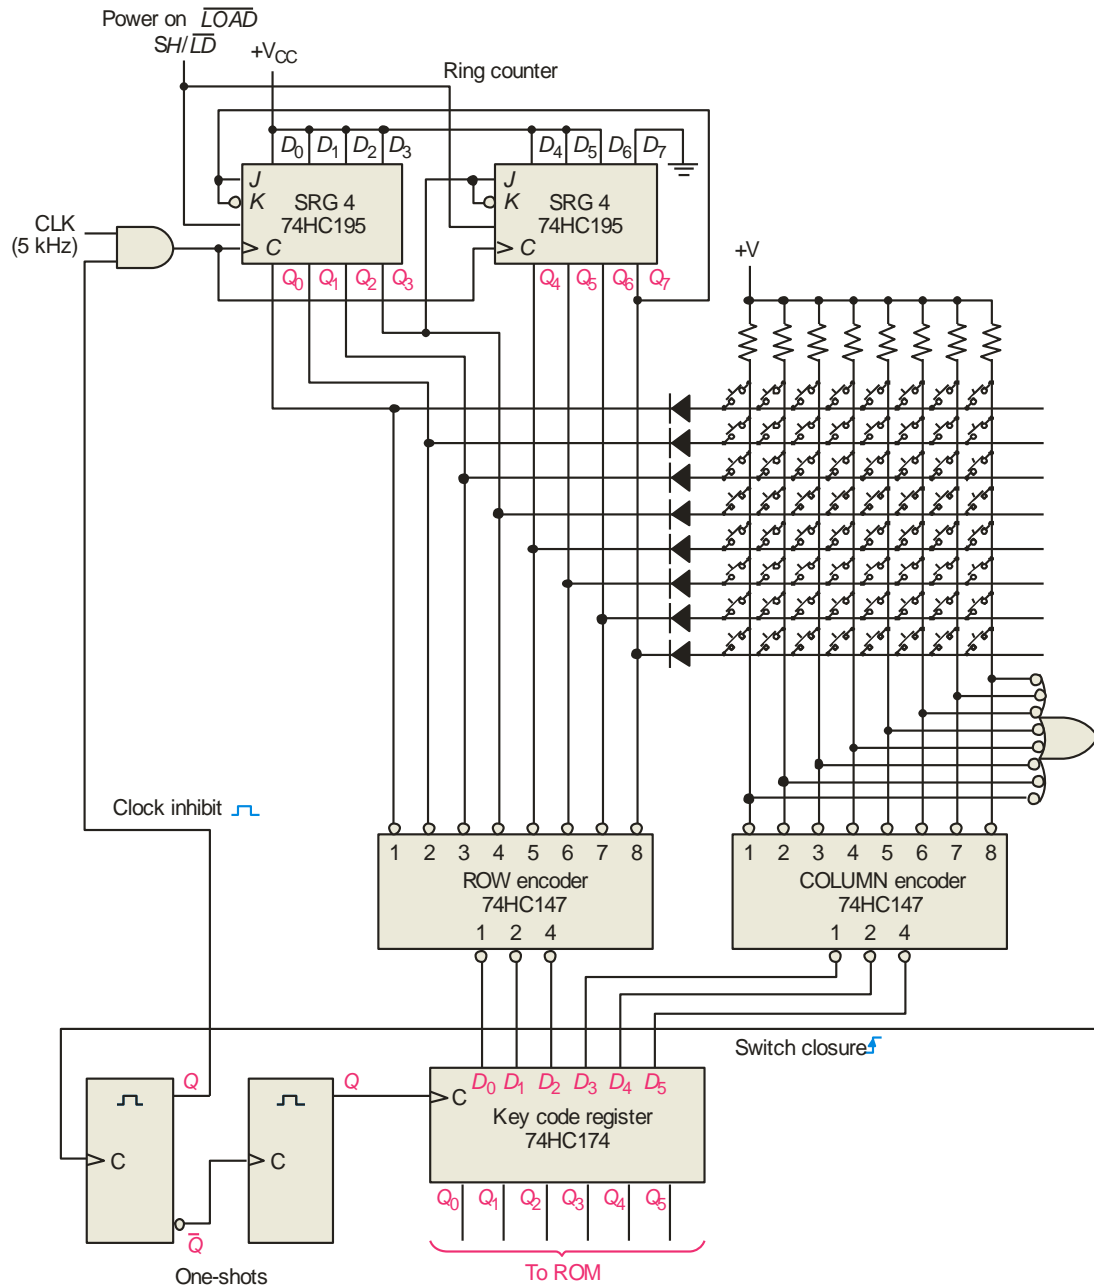 Power on LOAD
SH/LD
+VCC
Ring counter
D0 D1 D2 D3
D4 D5 D6 D7
J
K
SRG 4
74HC195
C
J
K
SRG 4
74HC195
C
CLK
(5 kHz)
Q0 Q1 Q2 Q3
Q4 Q5 Q6 Q7
+V
Clock inhibit
1 2 3 4 5 6 7 8
ROW encoder
74HC147
1 2 4
1 2 3 4 5 6 7 8
COLUMN encoder
74HC147
1 2 4
Switch closure
Q
C
Q̅
Q
C
One-shots
D0 D1 D2 D3 D4 D5
C
Key code register
74HC174
Q0 Q1 Q2 Q3 Q4 Q5
To ROM